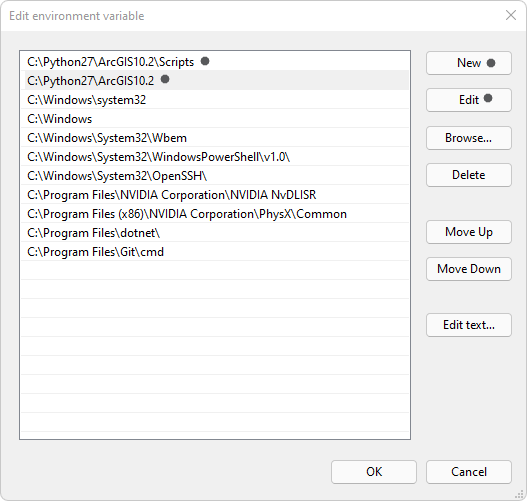 Edit environment variable
C:\Python27\ArcGIS10.2\Scripts
New
C:\Python27\ArcGIS10.2
C:\Windows\system32
Edit
C:\Windows
C:\Windows\System32\Wbem
Browse...
C:\Windows\System32\WindowsPowerShell\v1.0\
C:\Windows\System32\OpenSSH\
Delete
C:\Program Files\NVIDIA Corporation\NVIDIA NvDLISR
C:\Program Files (x86)\NVIDIA Corporation\PhysX\Common
C:\Program Files\dotnet\
Move Up
C:\Program Files\Git\cmd
Move Down
Edit text...
OK
Cancel